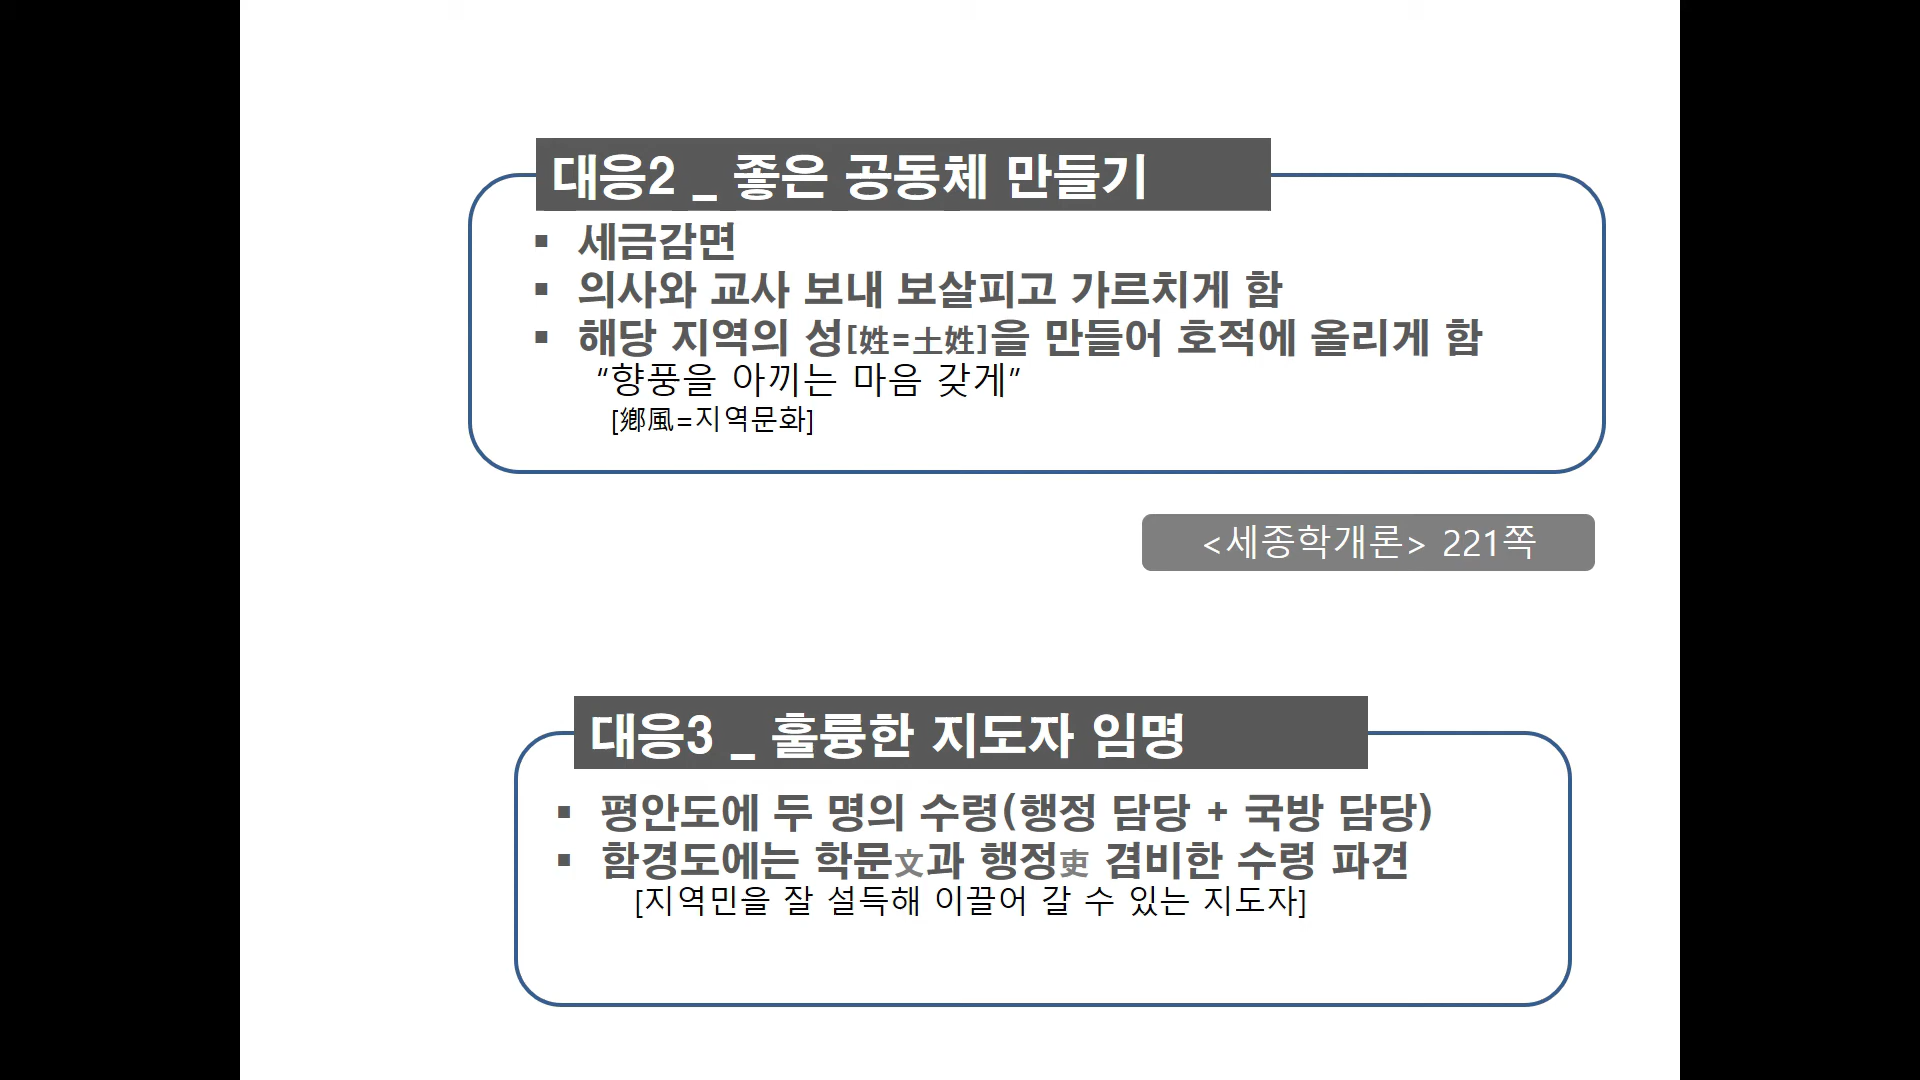 대응2 _ 좋은 공동체 만들기
▪ 세금감면
▪ 의사와 교사 보내 보살피고 가르치게 함
▪ 해당 지역의 성[姓=土姓]을 만들어 호적에 올리게 함
“향풍을 아끼는 마음 갖게”
[鄕風=지역문화]
<세종학개론> 221쪽
대응3 _ 훌륭한 지도자 임명
▪ 평안도에 두 명의 수령(행정 담당 + 국방 담당)
▪ 함경도에는 학문文과 행정吏 겸비한 수령 파견
[지역민을 잘 설득해 이끌어 갈 수 있는 지도자]